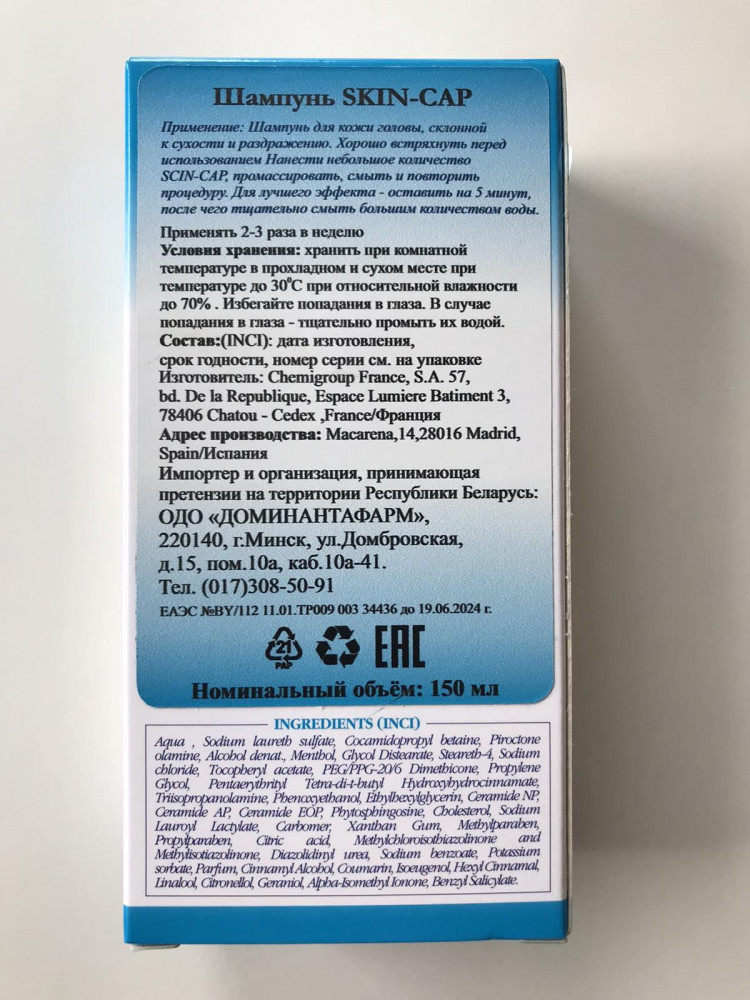 Шампунь SKIN-CAP
Применение: Шампунь для кожи головы, склонной
к сухости и раздражению. Хорошо встряхнуть перед
использованием Нанести небольшое количество
SCIN-CAP, промассировать, смыть и повторить
процедуру. Для лучшего эффекта - оставить на 5 минут,
после чего тщательно смыть большим количеством воды.
Применять 2-3 раза в неделю
Условия хранения: хранить при комнатной
температуре в прохладном и сухом месте при
температуре до 30°С при относительной влажности
до 70% . Избегайте попадания в глаза. В случае
попадания в глаза - тщательно промыть их водой.
Состав:(INCI): дата изготовления,
срок годности, номер серии см. на упаковке
Изготовитель: Chemigroup France, S.A. 57,
bd. De la Republique, Espace Lumiere Batiment 3,
78406 Chatou - Cedex ,France/Франция
Адрес производства: Macarena,14,28016 Madrid,
Spain/Испания
Импортер и организация, принимающая
претензии на территории Республики Беларусь:
ОДО «ДОМИНАНТАФАРМ»,
220140, г.Минск, ул.Домбровская,
д.15, пом.10а, каб.10а-41.
Тел. (017)308-50-91
ЕАЭС №BY/112 11.01.ТР009 003 34436 до 19.06.2024 г.
21
PAP
EAC
Номинальный объём: 150 мл
INGREDIENTS (INCI)
Aqua , Sodium laureth sulfate, Cocamidopropyl betaine, Piroctone
olamine, Alcohol denat., Menthol, Glycol Distearate, Steareth-4, Sodium
chloride, Tocopheryl acetate, PEG/PPG-20/6 Dimethicone, Propylene
Glycol, Pentaerythrityl Tetra-di-t-butyl Hydroxyhydrocinnamate,
Triisopropanolamine, Phenoxyethanol, Ethylhexylglycerin, Ceramide NP,
Ceramide AP, Ceramide EOP, Phytosphingosine, Cholesterol, Sodium
Lauroyl Lactylate, Carbomer, Xanthan Gum, Methylparaben,
Propylparaben, Citric acid, Methylchloroisothiazolinone and
Methylisotiazolinone, Diazolidinyl urea, Sodium benzoate, Potassium
sorbate, Parfum, Cinnamyl Alcohol, Coumarin, Isoeugenol, Hexyl Cinnamal,
Linalool, Citronellol, Geraniol, Alpha-Isomethyl Ionone, Benzyl Salicylate.